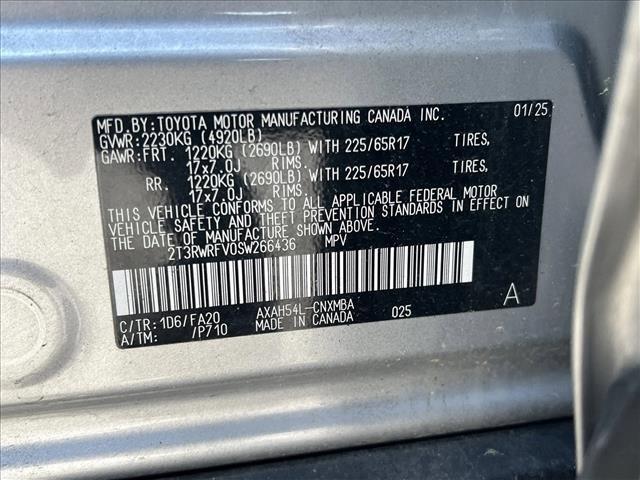 MFD.BY:TOYOTA MOTOR MANUFACTURING CANADA INC. 01/25
GVWR:2230KG (4920LB)
GAWR:FRT. 1220KG (2690LB) WITH 225/65R17 TIRES,
17x7.0J RIMS.
RR. 1220KG (2690LB) WITH 225/65R17 TIRES,
17x7.0J RIMS.
THIS VEHICLE CONFORMS TO ALL APPLICABLE FEDERAL MOTOR
VEHICLE SAFETY AND THEFT PREVENTION STANDARDS IN EFFECT ON
THE DATE OF MANUFACTURE SHOWN ABOVE.
2T3RWRFV0SW266436 MPV
C/TR:1D6/FA20 AXAH54L-CNXMBA 025 A
A/TM: /P710 MADE IN CANADA